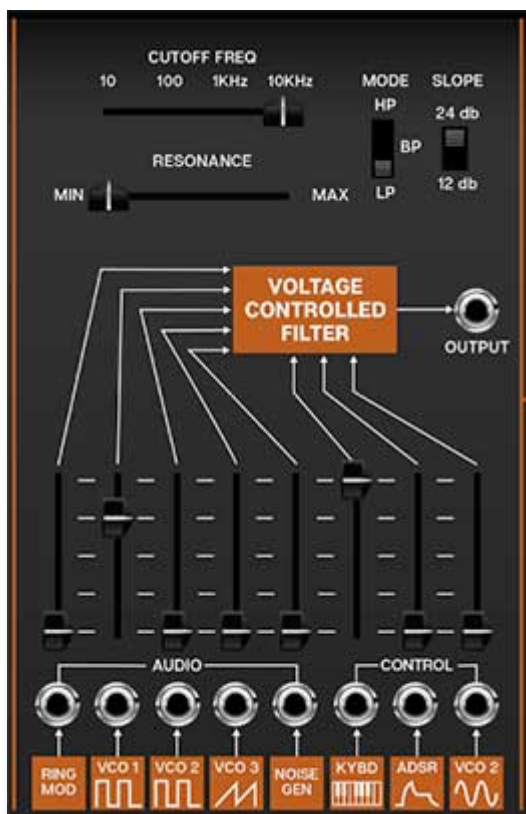 CUTOFF FREQ
10 100 1KHz 10KHz
MODE
HP
BP
LP
SLOPE
24 db
12 db
RESONANCE
MIN
MAX
VOLTAGE
CONTROLLED
FILTER
OUTPUT
AUDIO
CONTROL
RING
MOD
VCO 1
VCO 2
VCO 3
NOISE
GEN
KYBD
ADSR
VCO 2